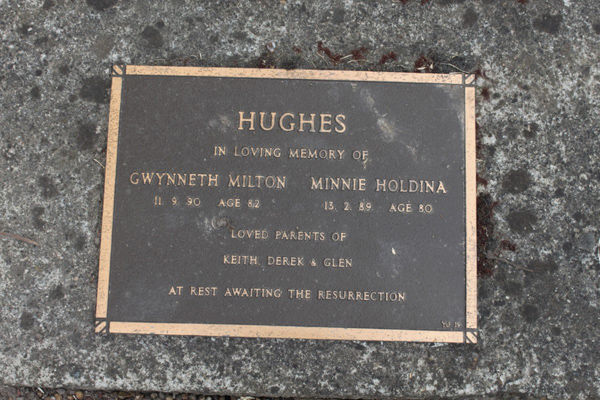 HUGHES
IN LOVING MEMORY OF
GWYNNETH MILTON MINNIE HOLDINA
11. 9. 90 AGE 82 13. 2. 89. AGE 80
LOVED PARENTS OF
KEITH, DEREK & GLEN
AT REST AWAITING THE RESURRECTION